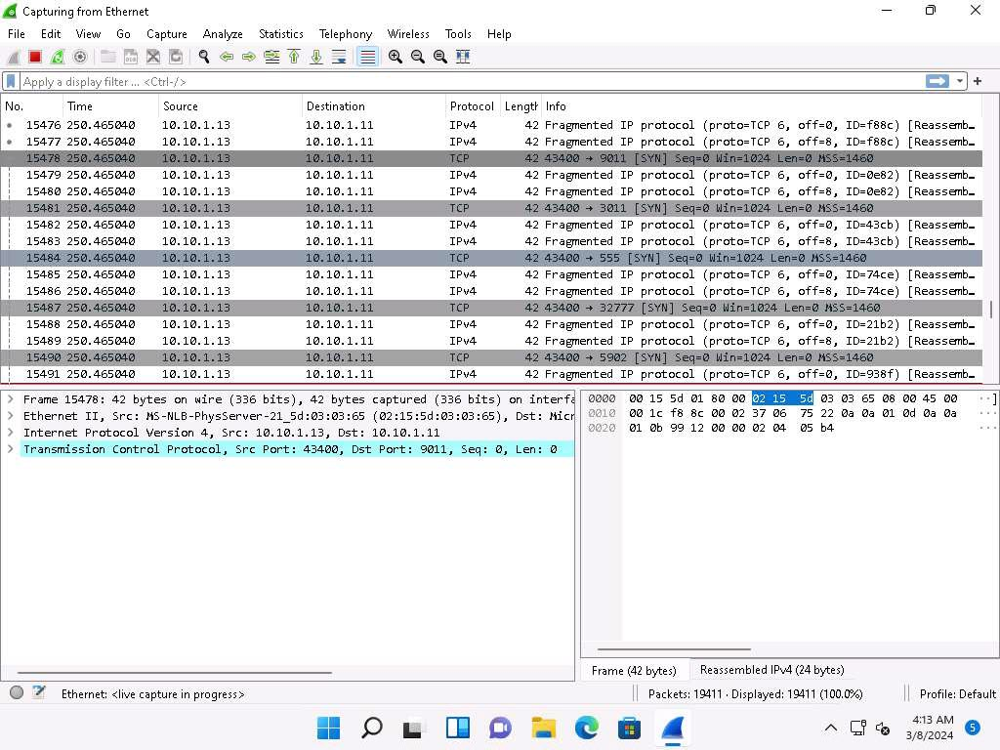 Capturing from Ethernet
File Edit View Go Capture Analyze Statistics Telephony Wireless Tools Help
Apply a display filter ... <Ctrl-/>
No. Time Source Destination Protocol Length Info
15476 250.465040 10.10.1.13 10.10.1.11 IPv4 42 Fragmented IP protocol (proto=TCP 6, off=0, ID=f88c) [Reassemb…
15477 250.465040 10.10.1.13 10.10.1.11 IPv4 42 Fragmented IP protocol (proto=TCP 6, off=8, ID=f88c) [Reassemb…
15478 250.465040 10.10.1.13 10.10.1.11 TCP 42 43400 → 9011 [SYN] Seq=0 Win=1024 Len=0 MSS=1460
15479 250.465040 10.10.1.13 10.10.1.11 IPv4 42 Fragmented IP protocol (proto=TCP 6, off=0, ID=0e82) [Reassemb…
15480 250.465040 10.10.1.13 10.10.1.11 IPv4 42 Fragmented IP protocol (proto=TCP 6, off=8, ID=0e82) [Reassemb…
15481 250.465040 10.10.1.13 10.10.1.11 TCP 42 43400 → 3011 [SYN] Seq=0 Win=1024 Len=0 MSS=1460
15482 250.465040 10.10.1.13 10.10.1.11 IPv4 42 Fragmented IP protocol (proto=TCP 6, off=0, ID=43cb) [Reassemb…
15483 250.465040 10.10.1.13 10.10.1.11 IPv4 42 Fragmented IP protocol (proto=TCP 6, off=8, ID=43cb) [Reassemb…
15484 250.465040 10.10.1.13 10.10.1.11 TCP 42 43400 → 555 [SYN] Seq=0 Win=1024 Len=0 MSS=1460
15485 250.465040 10.10.1.13 10.10.1.11 IPv4 42 Fragmented IP protocol (proto=TCP 6, off=0, ID=74ce) [Reassemb…
15486 250.465040 10.10.1.13 10.10.1.11 IPv4 42 Fragmented IP protocol (proto=TCP 6, off=8, ID=74ce) [Reassemb…
15487 250.465040 10.10.1.13 10.10.1.11 TCP 42 43400 → 32777 [SYN] Seq=0 Win=1024 Len=0 MSS=1460
15488 250.465040 10.10.1.13 10.10.1.11 IPv4 42 Fragmented IP protocol (proto=TCP 6, off=0, ID=21b2) [Reassemb…
15489 250.465040 10.10.1.13 10.10.1.11 IPv4 42 Fragmented IP protocol (proto=TCP 6, off=8, ID=21b2) [Reassemb…
15490 250.465040 10.10.1.13 10.10.1.11 TCP 42 43400 → 5902 [SYN] Seq=0 Win=1024 Len=0 MSS=1460
15491 250.465040 10.10.1.13 10.10.1.11 IPv4 42 Fragmented IP protocol (proto=TCP 6, off=0, ID=938f) [Reassemb…
Frame 15478: 42 bytes on wire (336 bits), 42 bytes captured (336 bits) on interfa
Ethernet II, Src: MS-NLB-PhysServer-21_5d:03:03:65 (02:15:5d:03:03:65), Dst: Micr
Internet Protocol Version 4, Src: 10.10.1.13, Dst: 10.10.1.11
Transmission Control Protocol, Src Port: 43400, Dst Port: 9011, Seq: 0, Len: 0
0000 00 15 5d 01 80 00 02 15 5d 03 03 65 08 00 45 00 ··]
0010 00 1c f8 8c 00 02 37 06 75 22 0a 0a 01 0d 0a 0a ···
0020 01 0b 99 12 00 00 02 04 05 b4 ···
Frame (42 bytes) Reassembled IPv4 (24 bytes)
Ethernet: <live capture in progress> Packets: 19411 · Displayed: 19411 (100.0%) Profile: Default
4:13 AM
3/8/2024
5